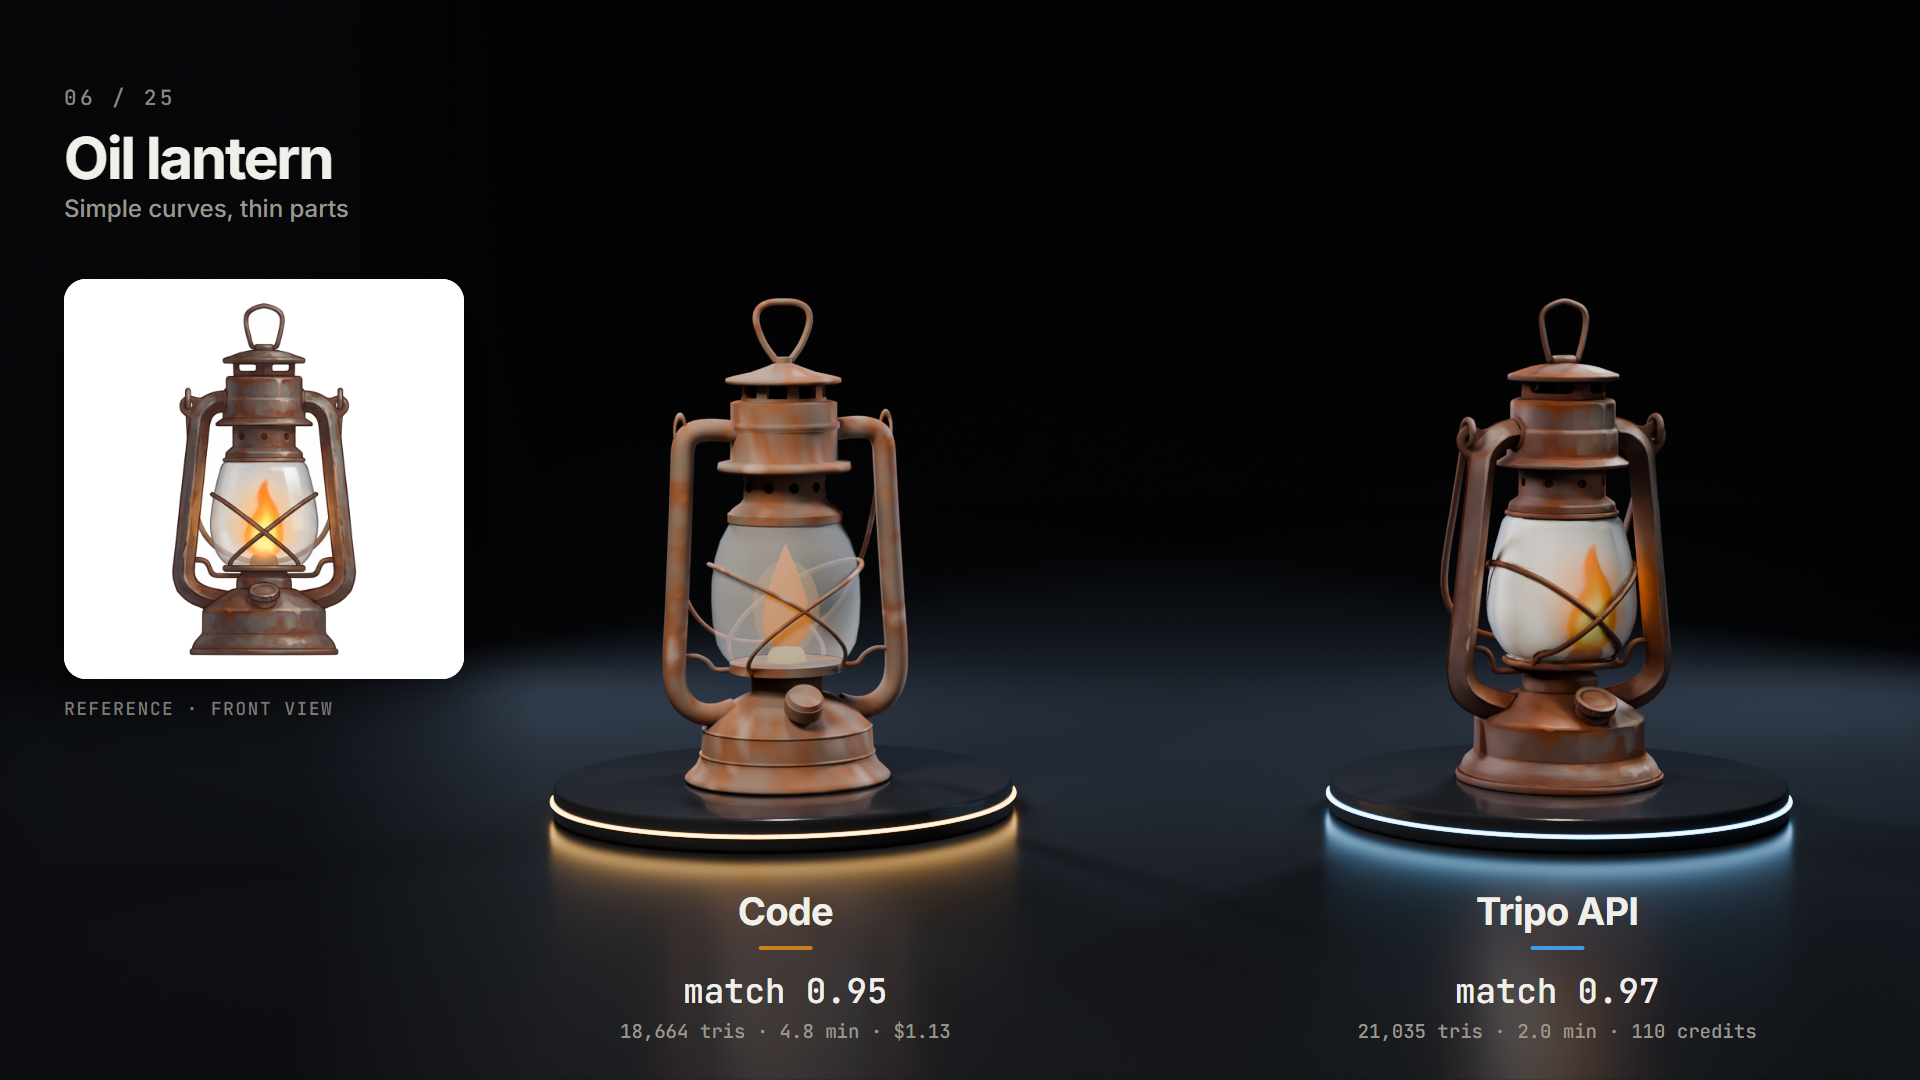 06 / 25
Oil lantern
Simple curves, thin parts
REFERENCE · FRONT VIEW
Code
match 0.95
18,664 tris · 4.8 min · $1.13
Tripo API
match 0.97
21,035 tris · 2.0 min · 110 credits